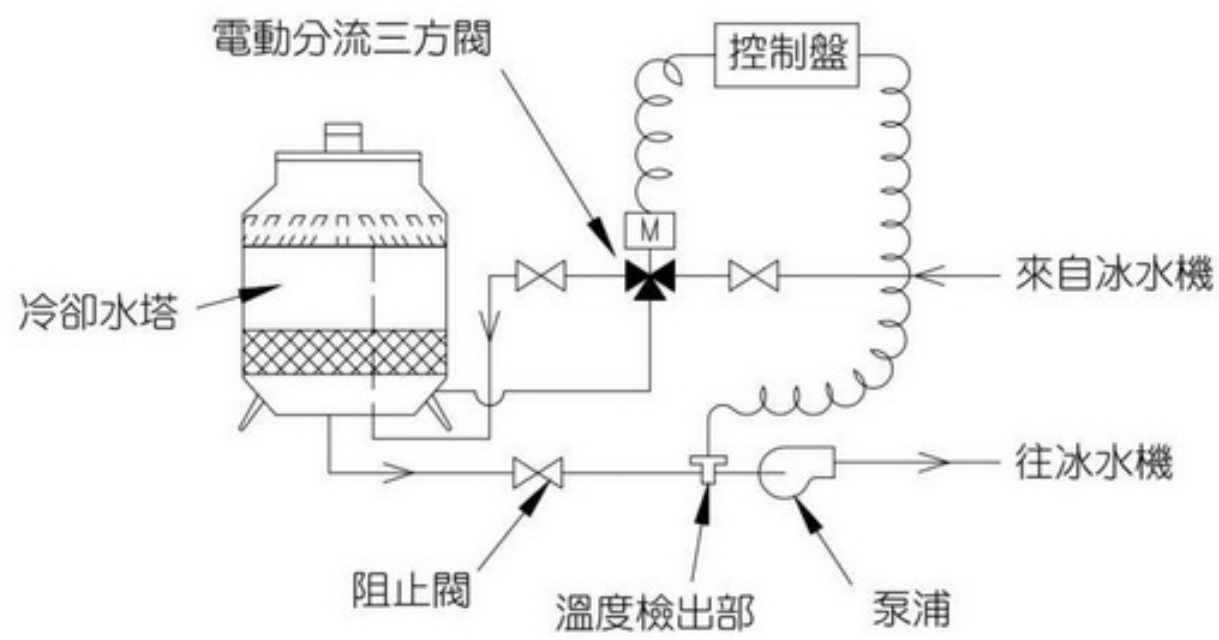 電動分流三方閥
控制盤
M
來自冰水機
冷卻水塔
往冰水機
阻止閥
溫度檢出部
泵浦